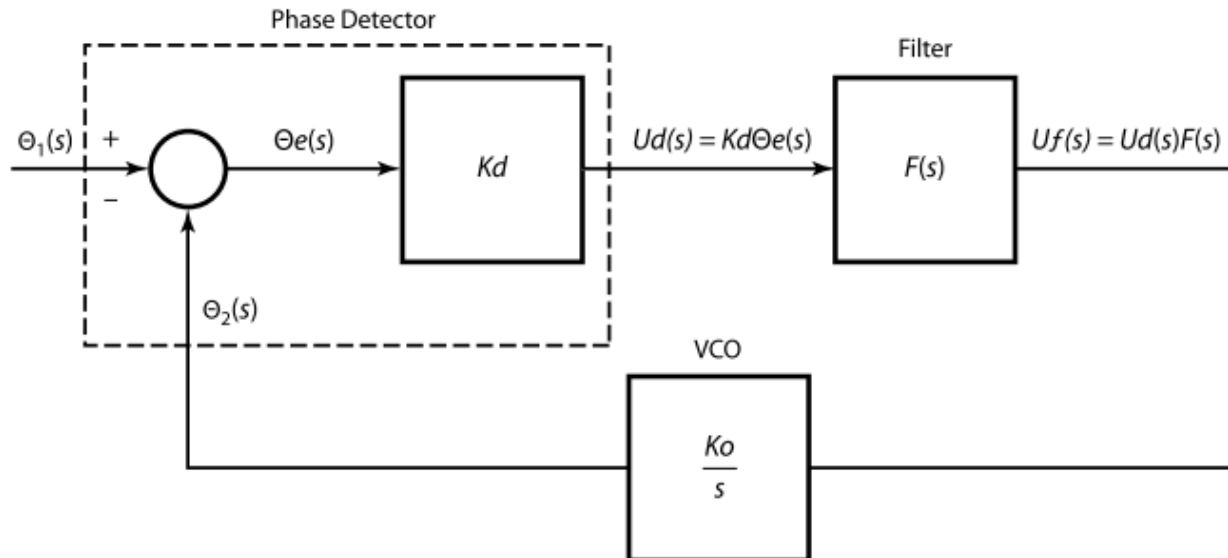 Phase Detector
Filter
Θ₁(s)
+
−
Θe(s)
Kd
Ud(s) = KdΘe(s)
F(s)
Uf(s) = Ud(s)F(s)
Θ₂(s)
VCO
Ko
s